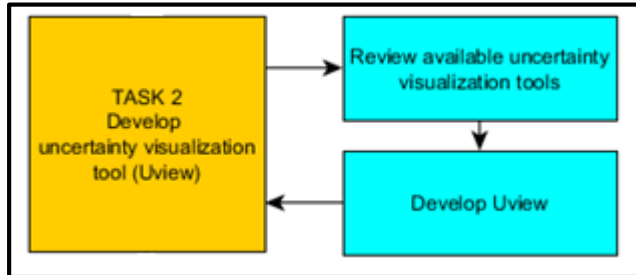 TASK 2
Develop
uncertainty visualization
tool (Uview)
Review available uncertainty
visualization tools
Develop Uview